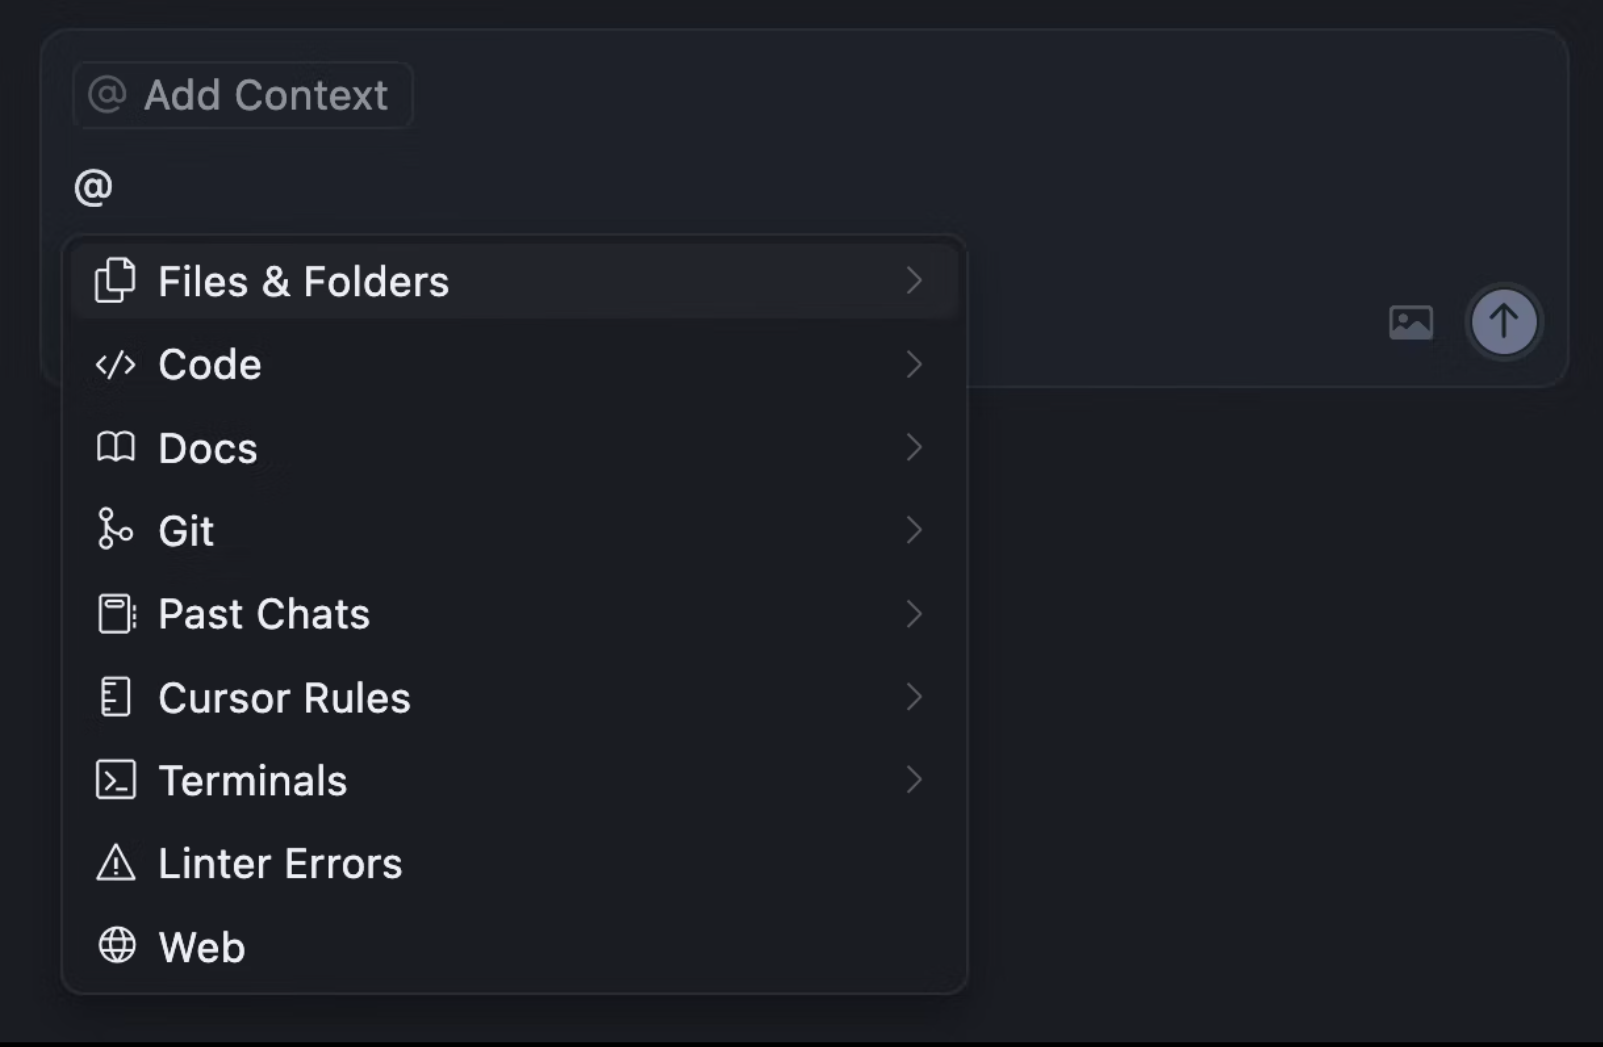 @ Add Context
@
Files & Folders
Code
Docs
Git
Past Chats
Cursor Rules
Terminals
Linter Errors
Web